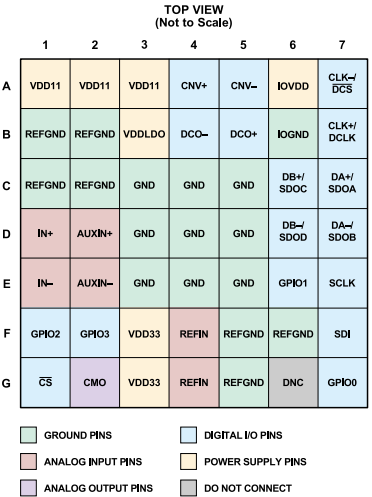 TOP VIEW
(Not to Scale)
1 2 3 4 5 6 7
A VDD11 VDD11 VDD11 CNV+ CNV– IOVDD CLK–/
DCS
B REFGND REFGND VDDLDO DCO– DCO+ IOGND CLK+/
DCLK
C REFGND REFGND GND GND GND DB+/
SDOC DA+/
SDOA
D IN+ AUXIN+ GND GND GND DB–/
SDOD DA–/
SDOB
E IN– AUXIN– GND GND GND GPIO1 SCLK
F GPIO2 GPIO3 VDD33 REFIN REFGND REFGND SDI
G CS CMO VDD33 REFIN REFGND DNC GPIO0
GROUND PINS
DIGITAL I/O PINS
ANALOG INPUT PINS
POWER SUPPLY PINS
ANALOG OUTPUT PINS
DO NOT CONNECT